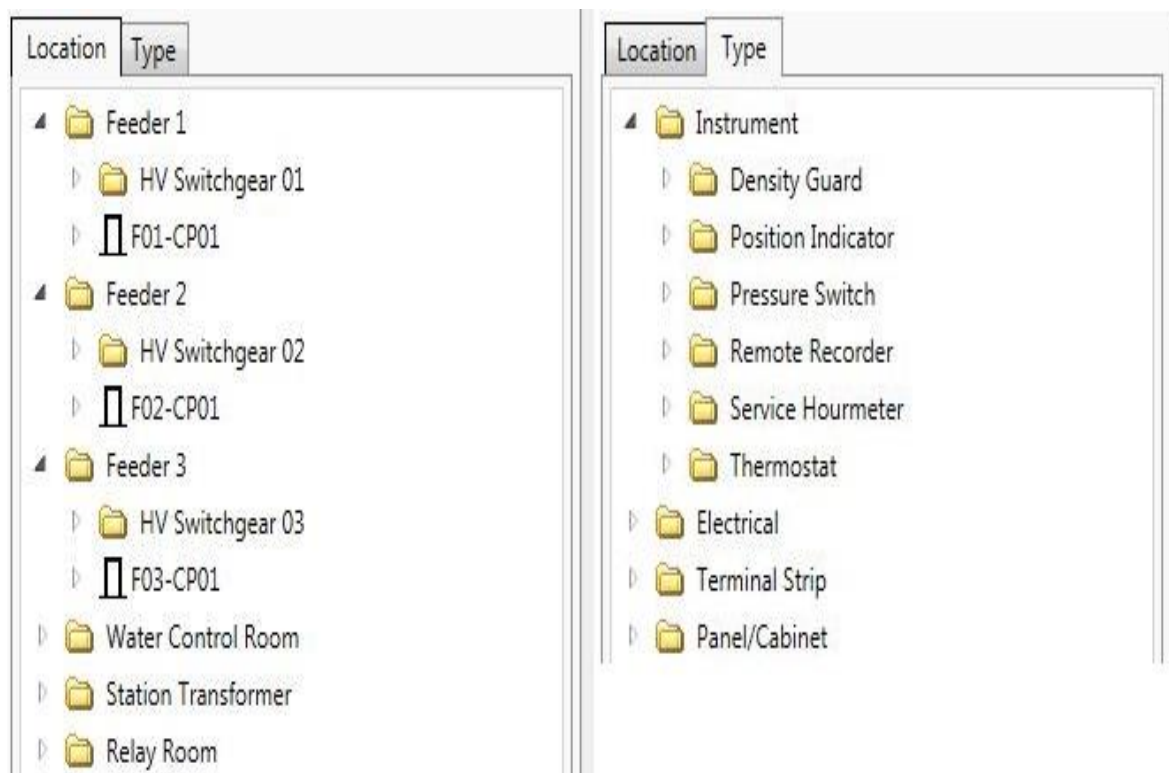 Location Type
Feeder 1
HV Switchgear 01
F01-CP01
Feeder 2
HV Switchgear 02
F02-CP01
Feeder 3
HV Switchgear 03
F03-CP01
Water Control Room
Station Transformer
Relay Room
Location Type
Instrument
Density Guard
Position Indicator
Pressure Switch
Remote Recorder
Service Hourmeter
Thermostat
Electrical
Terminal Strip
Panel/Cabinet